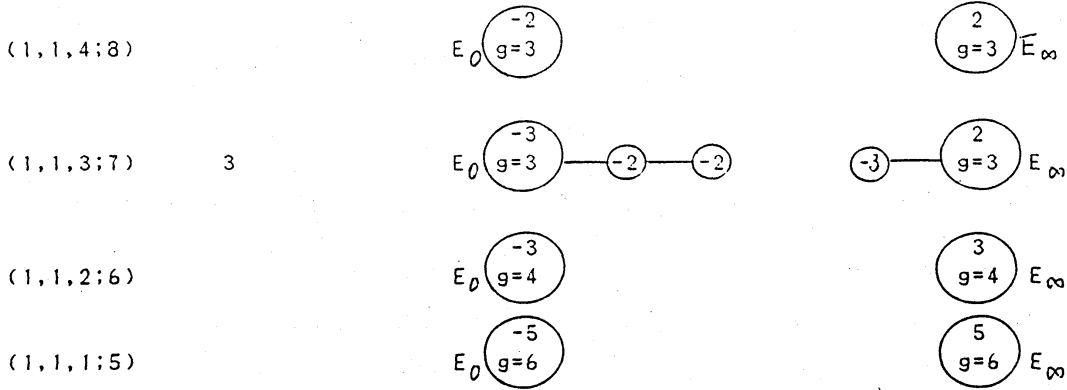 -2 2
(1,1,4;8) E₀ g=3 g=3 E∞
-3 2
(1,1,3;7) 3 E₀ g=3 -2 -2 -3 g=3 E∞
-3 3
(1,1,2;6) E₀ g=4 g=4 E∞
-5 5
(1,1,1;5) E₀ g=6 g=6 E∞